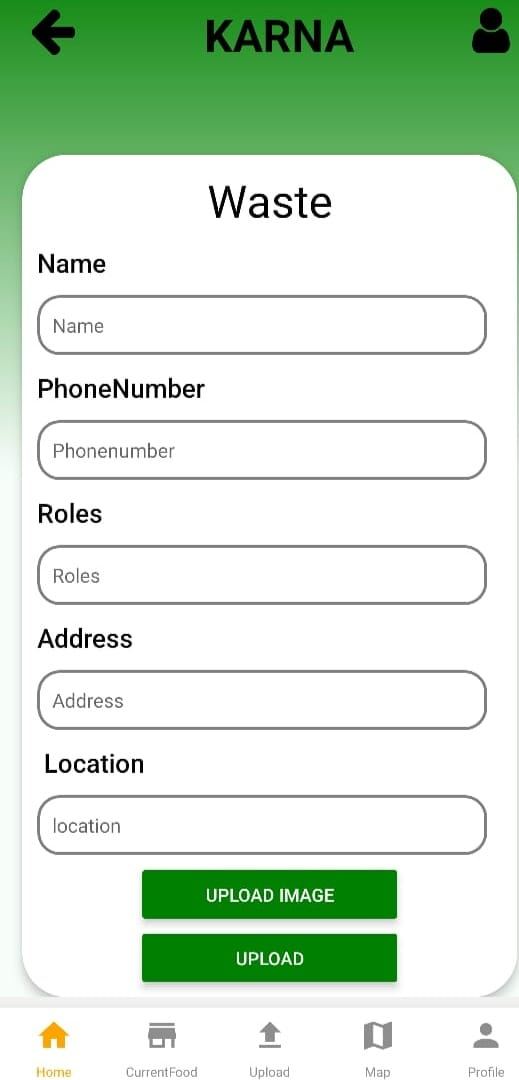 KARNA
Waste
Name
Name
PhoneNumber
Phonenumber
Roles
Roles
Address
Address
Location
location
UPLOAD IMAGE
UPLOAD
Home CurrentFood Upload Map Profile